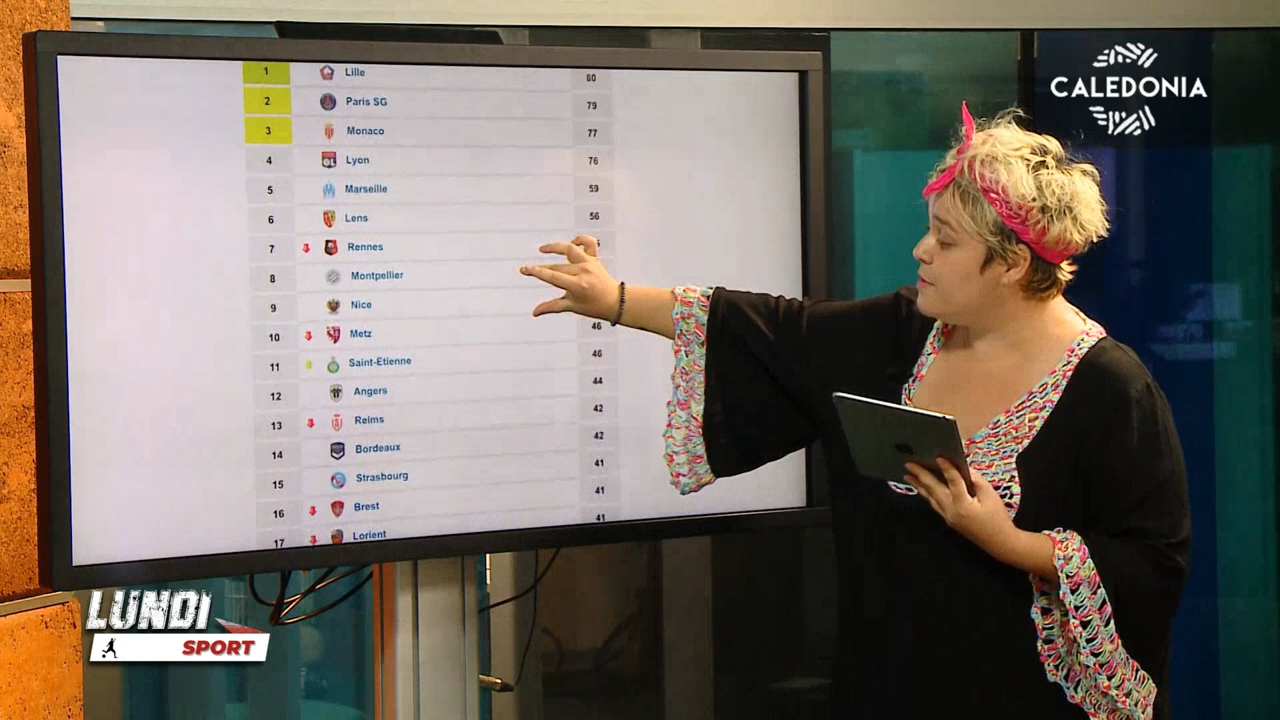 CALEDONIA
1 Lille 80
2 Paris SG 79
3 Monaco 77
4 Lyon 76
5 Marseille 59
6 Lens 56
7 Rennes
8 Montpellier
9 Nice
10 Metz 46
11 Saint-Etienne 46
12 Angers 44
13 Reims 42
14 Bordeaux 42
15 Strasbourg 41
16 Brest 41
17 Lorient 41
LUNDI
SPORT